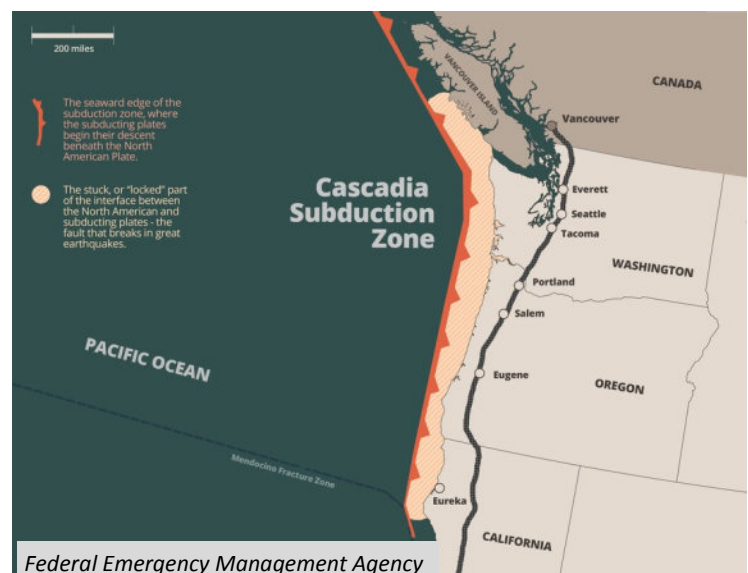 200 miles
The seaward edge of the
subduction zone, where
the subducting plates
begin their descent
beneath the North
American Plate.
The stuck, or "locked" part
of the interface between
the North American and
subducting plates - the
fault that breaks in great
earthquakes.
Cascadia
Subduction
Zone
PACIFIC OCEAN
Mendocino Fracture Zone
VANCOUVER ISLAND
CANADA
Vancouver
Everett
Seattle
Tacoma
WASHINGTON
Portland
Salem
Eugene
OREGON
Eureka
CALIFORNIA
Federal Emergency Management Agency